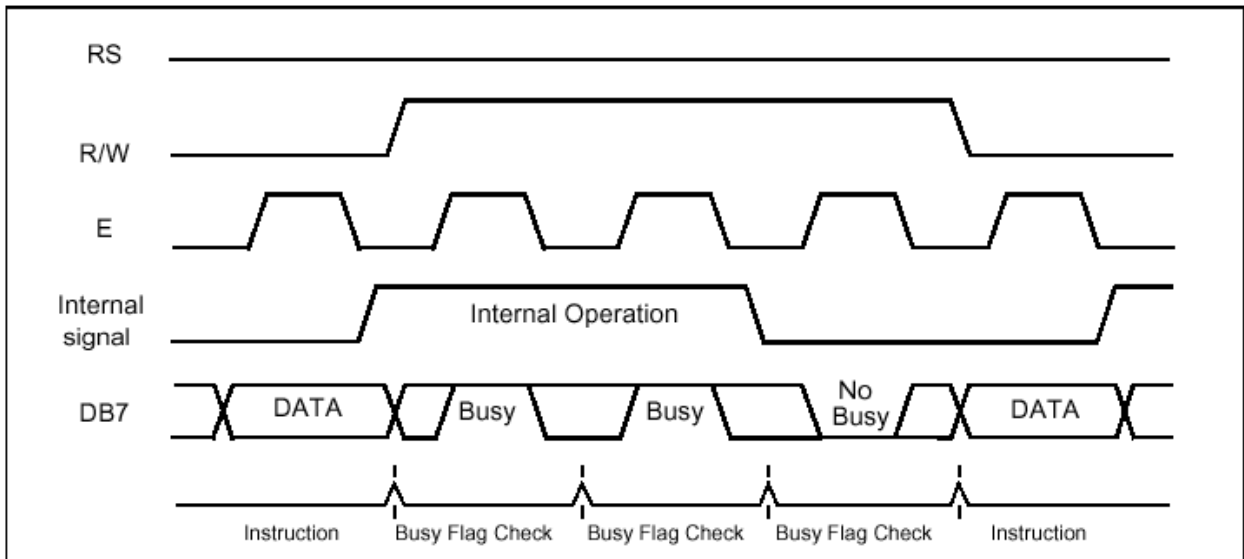 RS
R/W
E
Internal
signal
Internal Operation
DB7
DATA
Busy
Busy
No
Busy
DATA
Instruction
Busy Flag Check
Busy Flag Check
Busy Flag Check
Instruction